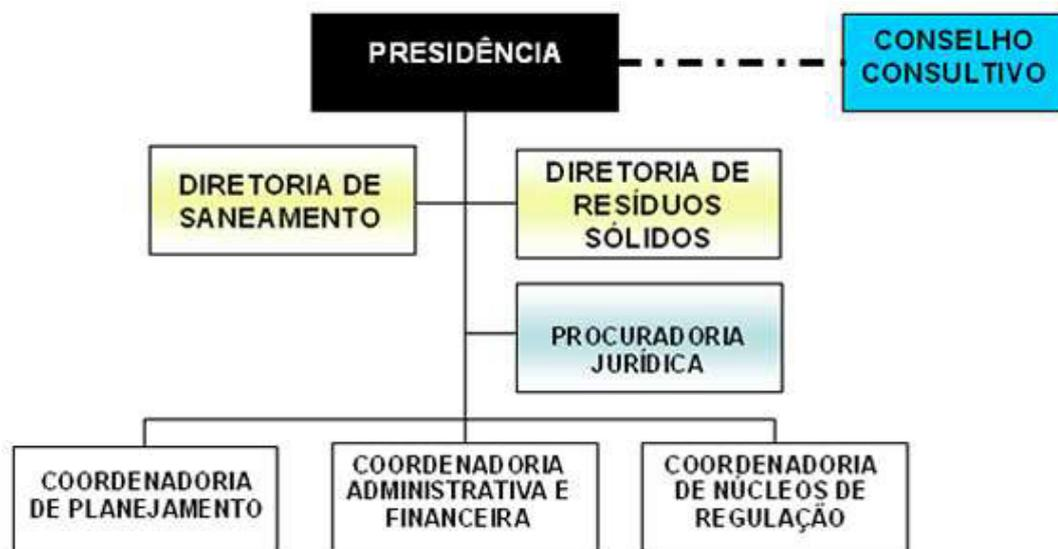 PRESIDÊNCIA
CONSELHO
CONSULTIVO
DIRETORIA DE
SANEAMENTO
DIRETORIA DE
RESÍDUOS
SÓLIDOS
PROCURADORIA
JURÍDICA
COORDENADORIA
DE PLANEJAMENTO
COORDENADORIA
ADMINISTRATIVA E
FINANCEIRA
COORDENADORIA
DE NÚCLEOS DE
REGULAÇÃO